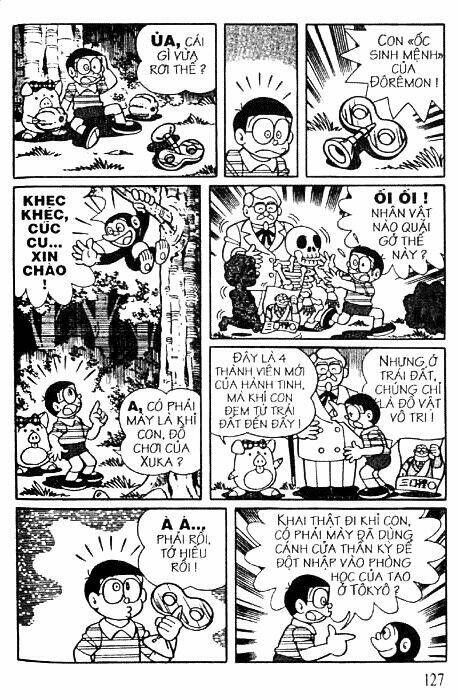 ỦA, CÁI
GÌ VỪA
RƠI THẾ ?
CON «ỐC
SINH MỆNH»
CỦA
ĐÔRÊMON !
KHẸC
KHẸC,
CÚC
CU...
XIN
CHÀO
!
A, CÓ PHẢI
MÀY LÀ KHỈ
CON, ĐỒ
CHƠI CỦA
XUKA ?
ỐI ỐI !
NHÂN VẬT
NÀO QUÁI
GỞ THẾ
NÀY ?
ĐÂY LÀ 4
THÀNH VIÊN MỚI
CỦA HÀNH TINH,
MÀ KHỈ CON
ĐEM TỪ TRÁI
ĐẤT ĐẾN ĐÂY !
NHƯNG Ở
TRÁI ĐẤT,
CHÚNG CHỈ
LÀ ĐỒ VẬT
VÔ TRI !
À À...
PHẢI RỒI,
TỚ HIỂU
RỒI !
KHAI THẬT ĐI KHỈ CON,
CÓ PHẢI MÀY ĐÃ DÙNG
CÁNH CỬA THẦN KỲ ĐỂ
ĐỘT NHẬP VÀO PHÒNG
HỌC CỦA TAO
Ở TÔKYÔ ?
127